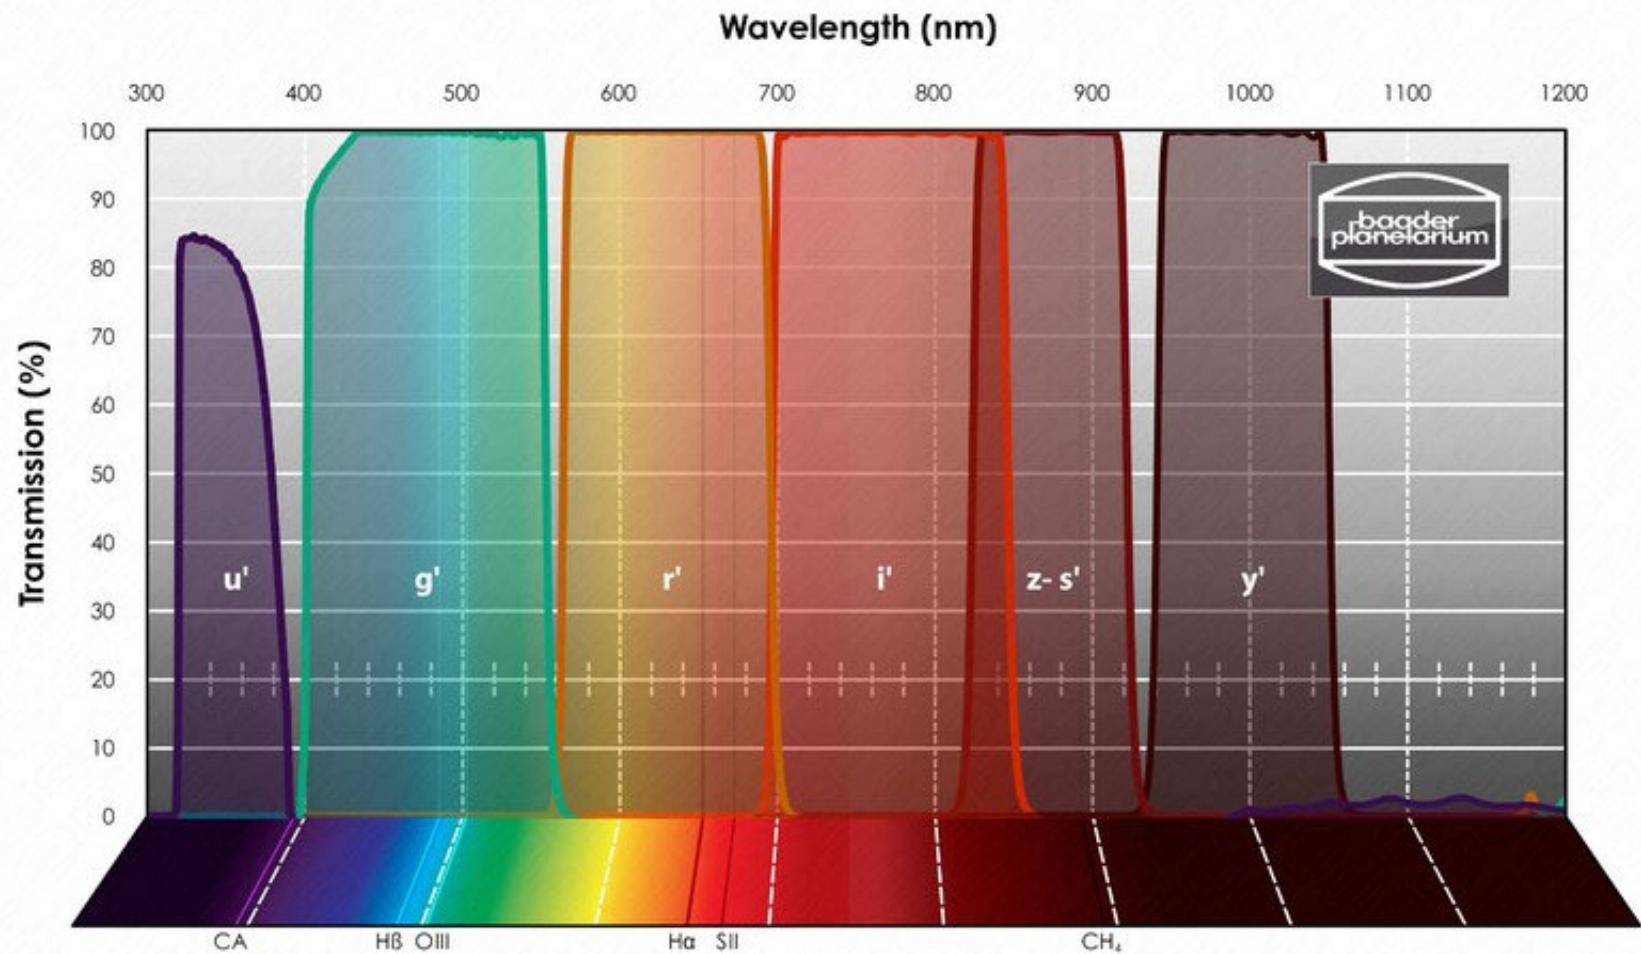 Wavelength (nm)
300 400 500 600 700 800 900 1000 1100 1200
Transmission (%)
100
90
80
70
60
50
40
30
20
10
0
baader
planetarium
u' g' r' i' z- s' y'
CA Hß OIII Hα SII CH₄